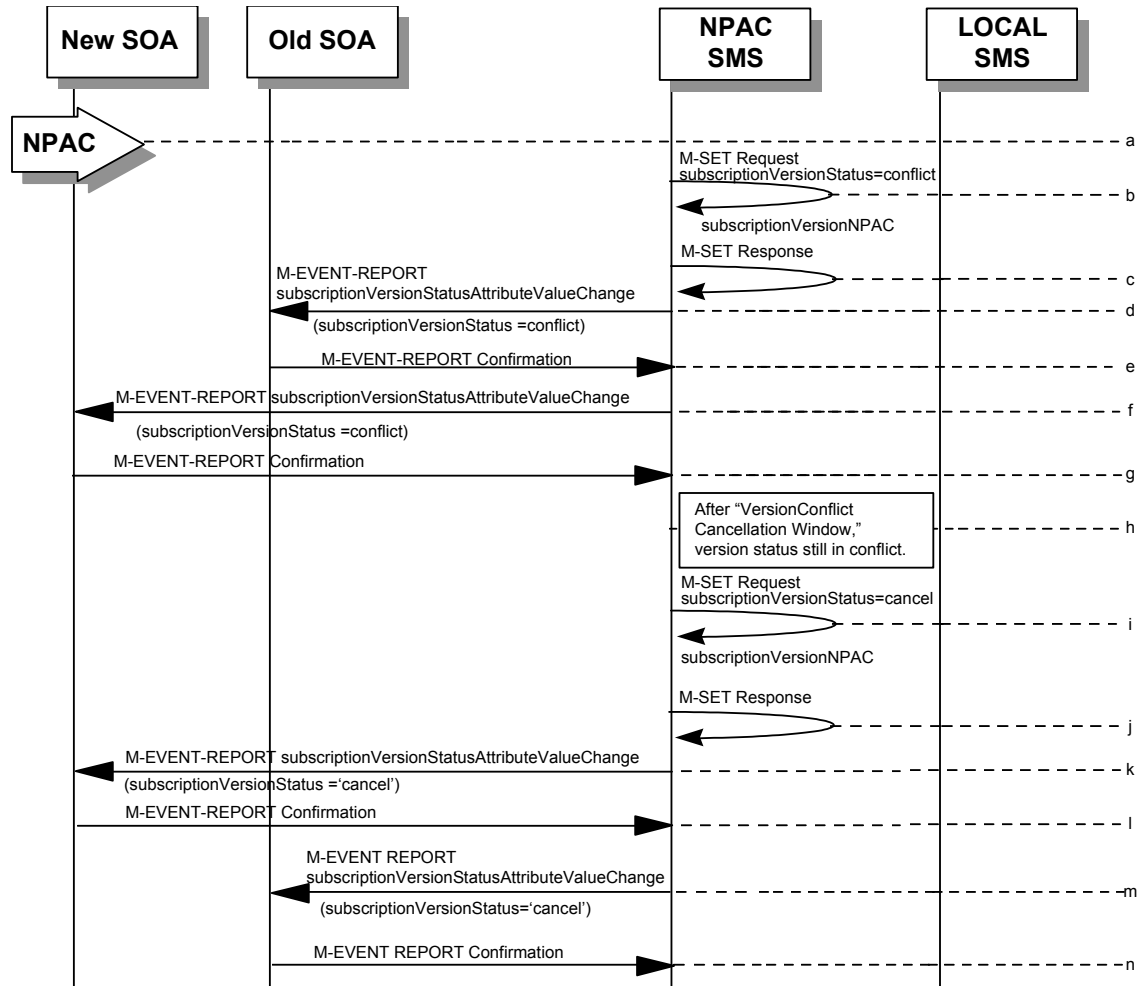 New SOA
Old SOA
NPAC
SMS
LOCAL
SMS
NPAC
a
M-SET Request
subscriptionVersionStatus=conflict
b
subscriptionVersionNPAC
M-SET Response
c
M-EVENT-REPORT
subscriptionVersionStatusAttributeValueChange
d
(subscriptionVersionStatus =conflict)
M-EVENT-REPORT Confirmation
e
M-EVENT-REPORT subscriptionVersionStatusAttributeValueChange
f
(subscriptionVersionStatus =conflict)
M-EVENT-REPORT Confirmation
g
After “VersionConflict
Cancellation Window,”
version status still in conflict.
h
M-SET Request
subscriptionVersionStatus=cancel
i
subscriptionVersionNPAC
M-SET Response
j
M-EVENT-REPORT subscriptionVersionStatusAttributeValueChange
k
(subscriptionVersionStatus =‘cancel’)
M-EVENT-REPORT Confirmation
l
M-EVENT REPORT
subscriptionVersionStatusAttributeValueChange
m
(subscriptionVersionStatus=‘cancel’)
M-EVENT REPORT Confirmation
n